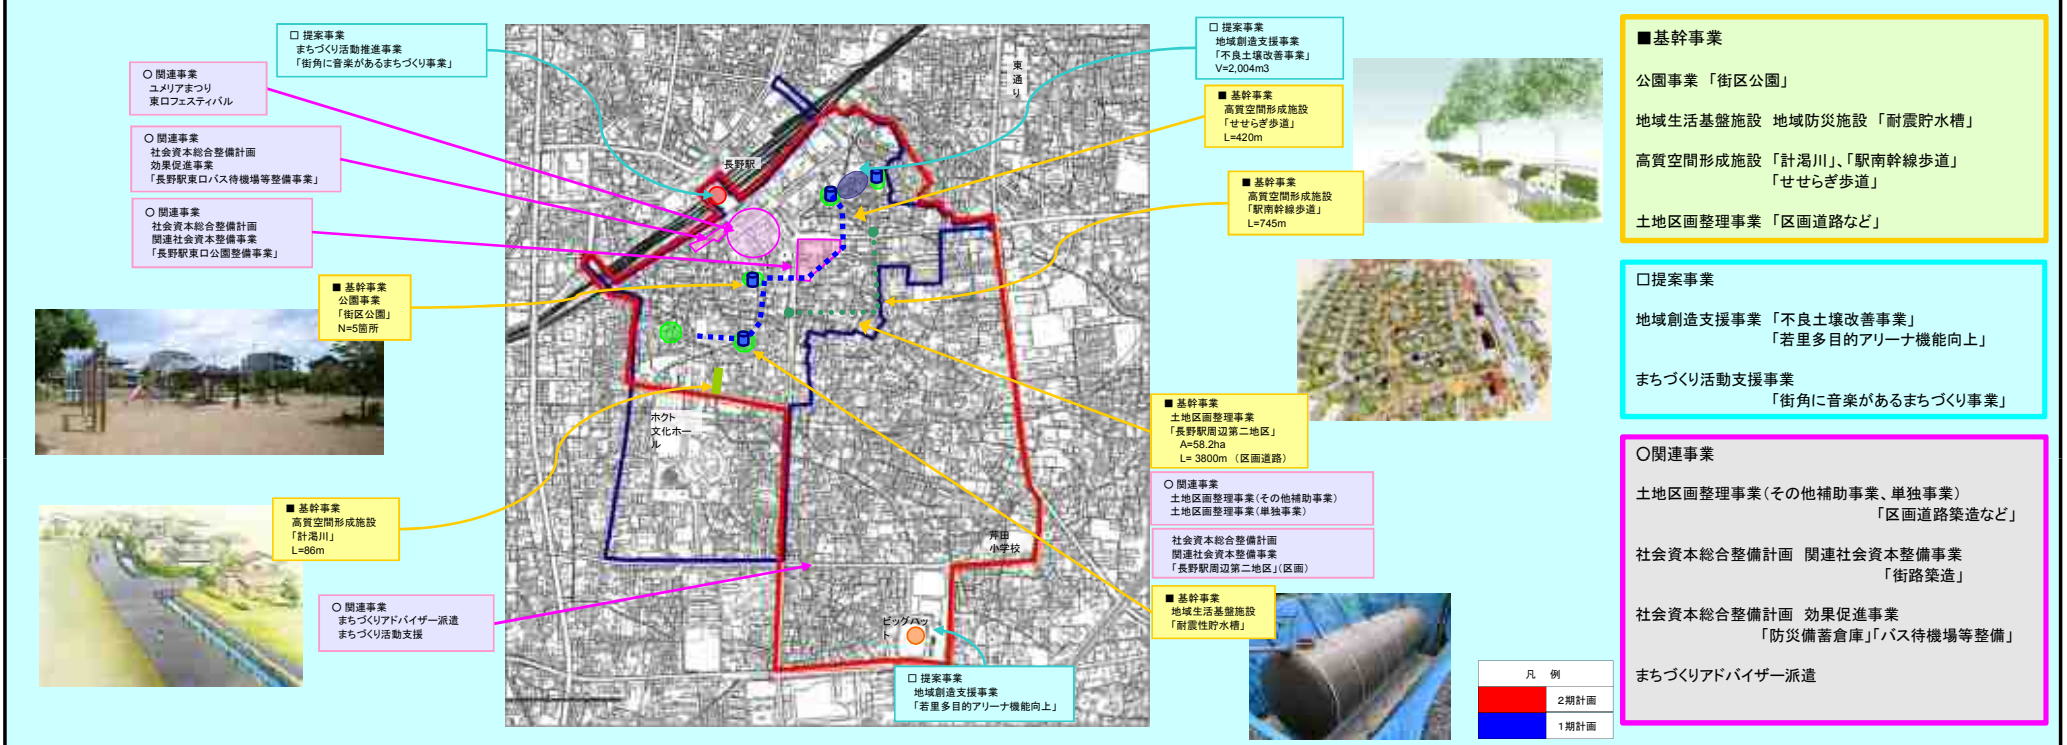 □ 提案事業
まちづくり活動推進事業
「街角に音楽があるまちづくり事業」
○ 関連事業
ユメリアまつり
東口フェスティバル
○ 関連事業
社会資本総合整備計画
効果促進事業
「長野駅東口バス待機場等整備事業」
○ 関連事業
社会資本総合整備計画
関連社会資本整備事業
「長野駅東口公園整備事業」
■ 基幹事業
公園事業
「街区公園」
N=5箇所
■ 基幹事業
高質空間形成施設
「計渇川」
L=86m
○ 関連事業
まちづくりアドバイザー派遣
まちづくり活動支援
長野駅
東通り
ホクト
文化ホー
ル
芹田
小学校
ビッグハッ
ト
□ 提案事業
地域創造支援事業
「不良土壌改善事業」
V=2,004m3
■ 基幹事業
高質空間形成施設
「せせらぎ歩道」
L=420m
■ 基幹事業
高質空間形成施設
「駅南幹線歩道」
L=745m
■ 基幹事業
土地区画整理事業
「長野駅周辺第二地区」
A=58.2ha
L= 3800m （区画道路）
○ 関連事業
土地区画整理事業(その他補助事業)
土地区画整理事業(単独事業)
社会資本総合整備計画
関連社会資本整備事業
「長野駅周辺第二地区」(区画)
■ 基幹事業
地域生活基盤施設
「耐震性貯水槽」
□ 提案事業
地域創造支援事業
「若里多目的アリーナ機能向上」
凡 例
2期計画
1期計画
■基幹事業
公園事業 「街区公園」
地域生活基盤施設 地域防災施設 「耐震貯水槽」
高質空間形成施設 「計渇川」、「駅南幹線歩道」
「せせらぎ歩道」
土地区画整理事業 「区画道路など」
□提案事業
地域創造支援事業 「不良土壌改善事業」
「若里多目的アリーナ機能向上」
まちづくり活動支援事業
「街角に音楽があるまちづくり事業」
○関連事業
土地区画整理事業(その他補助事業、単独事業)
「区画道路築造など」
社会資本総合整備計画 関連社会資本整備事業
「街路築造」
社会資本総合整備計画 効果促進事業
「防災備蓄倉庫」「バス待機場等整備」
まちづくりアドバイザー派遣